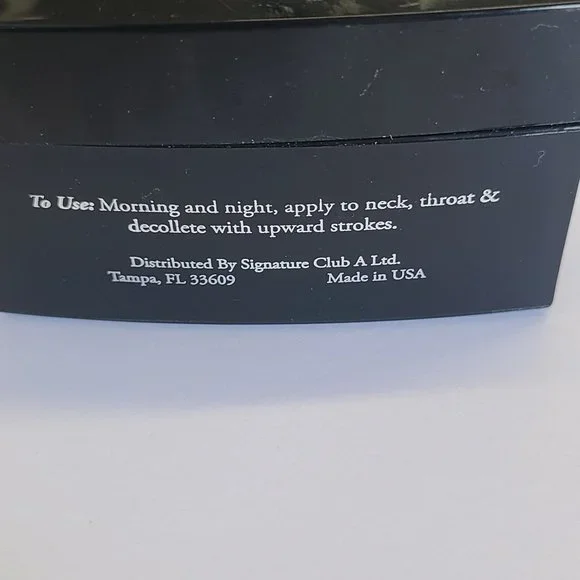 To Use: Morning and night, apply to neck, throat &
decollete with upward strokes.
Distributed By Signature Club A Ltd.
Tampa, FL 33609 Made in USA